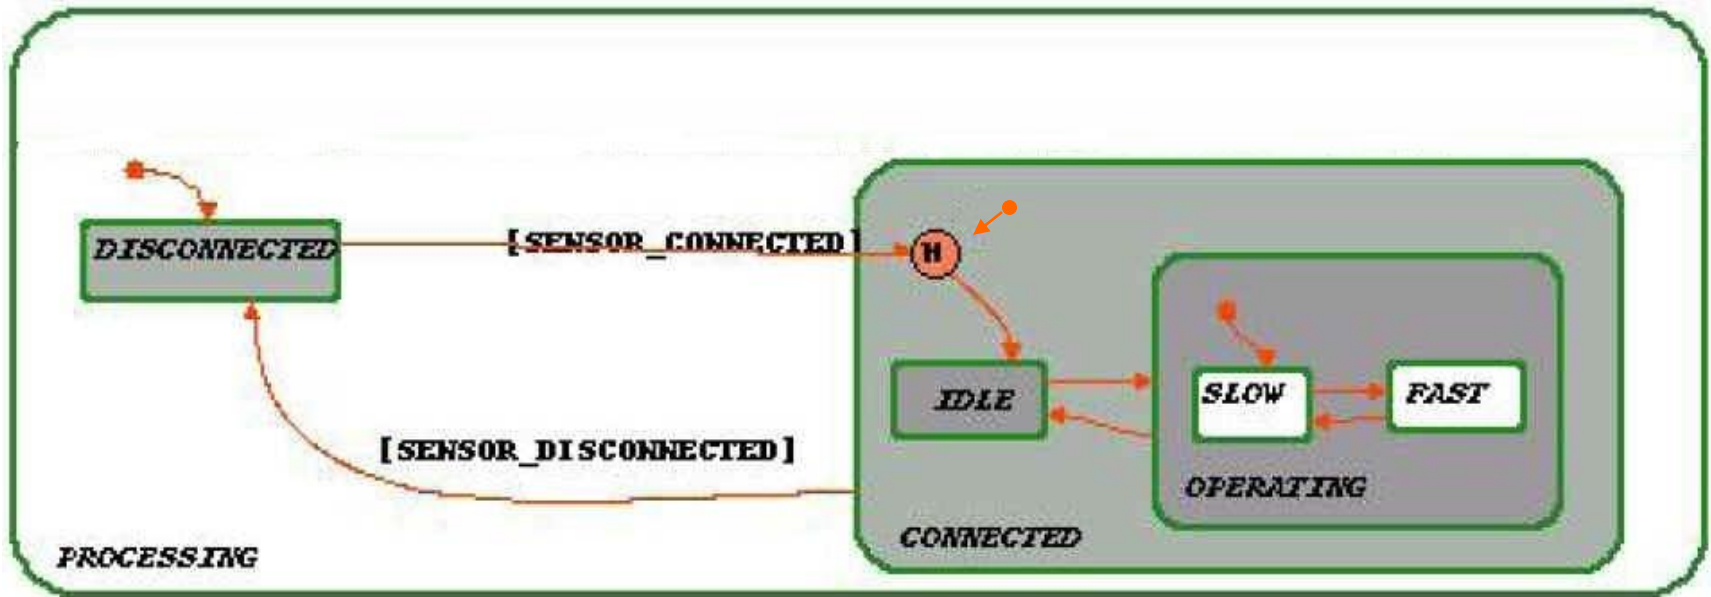 DISCONNECTED
[SENSOR_CONNECTED]
H
IDLE
SLOW
FAST
[SENSOR_DISCONNECTED]
OPERATING
CONNECTED
PROCESSING